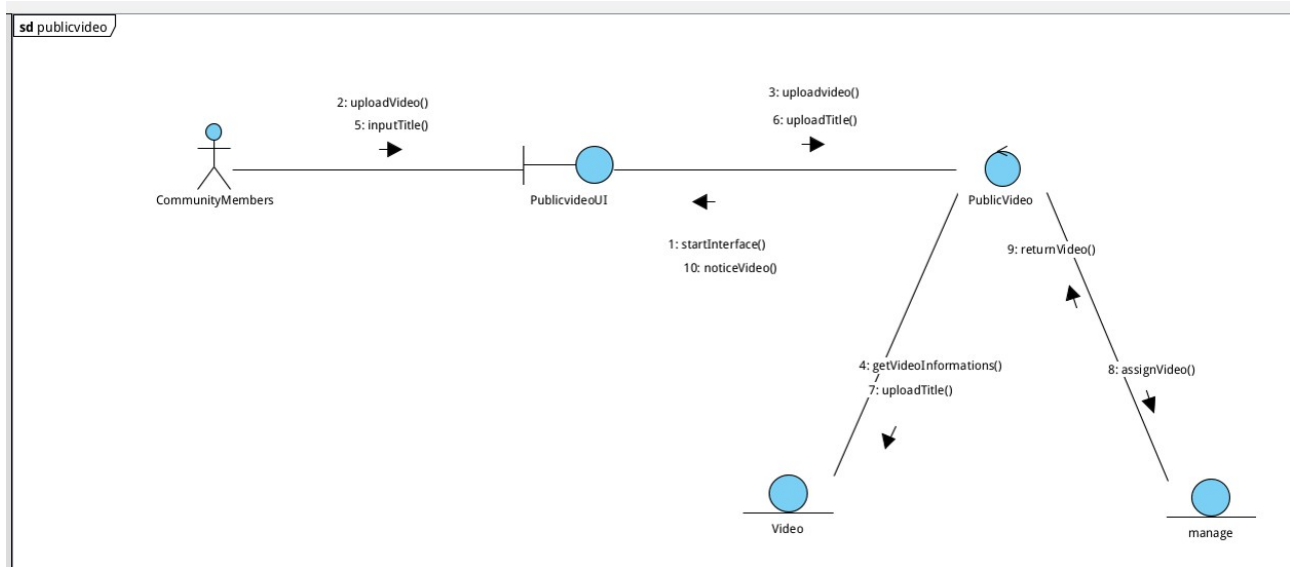 sd publicvideo
2: uploadVideo()
5: inputTitle()
3: uploadvideo()
6: uploadTitle()
CommunityMembers
PublicvideoUI
PublicVideo
1: startInterface()
10: noticeVideo()
9: returnVideo()
4: getVideoInformations()
7: uploadTitle()
8: assignVideo()
Video
manage